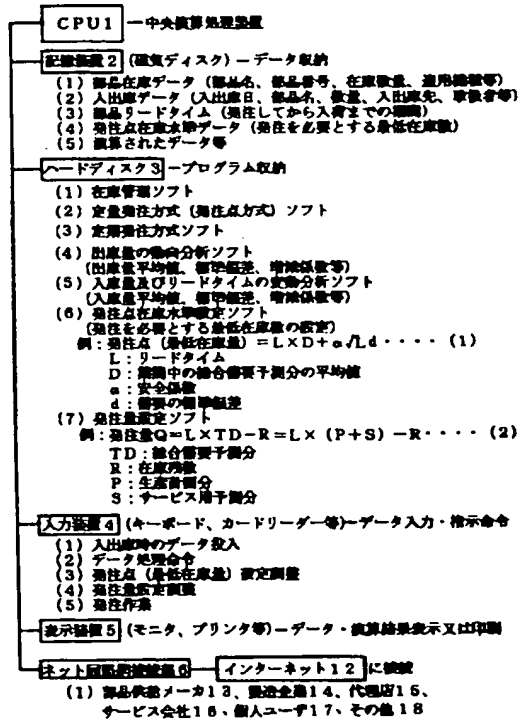 CPU1 ー中央演算処理装置
記憶装置2 (磁気ディスク)ーデータ収納
(1) 部品在庫データ(部品名、部品番号、在庫数量、適用機種等)
(2) 入出庫データ(入出庫日、部品名、数量、入出庫先、取扱者等)
(3) 部品リードタイム(発注してから入荷までの期間)
(4) 発注点在庫水準データ(発注を必要とする最低在庫数)
(5) 演算されたデータ等
ハードディスク3 ープログラム収納
(1) 在庫管理ソフト
(2) 定量発注方式(発注点方式)ソフト
(3) 定期発注方式ソフト
(4) 出庫量の動向分析ソフト
(出庫量平均値、標準偏差、増減係数等)
(5) 入庫量及びリードタイムの変動分析ソフト
(入庫量平均値、標準偏差、増減係数等)
(6) 発注点在庫水準設定ソフト
(発注を必要とする最低在庫数の設定)
例:発注点(最低在庫量)=L×D+α√Ld・・・・(1)
L:リードタイム
D:期間中の総合需要予測分の平均値
α:安全係数
d:需要の標準偏差
(7) 発注量設定ソフト
例:発注量Q=L×TD-R=L×(P+S)-R・・・・(2)
TD:総合需要予測分
R:在庫残数
P:生産計画分
S:サービス用予測分
入力装置4 (キーボード、カードリーダー等)ーデータ入力・指示命令
(1) 入出庫時のデータ投入
(2) データ処理命令
(3) 発注点(最低在庫量)設定調整
(4) 発注量設定調整
(5) 発注作業
表示装置5 (モニタ、プリンタ等)ーデータ・演算結果表示又は印刷
ネット回路網接続部6 ー インターネット12 に接続
(1) 部品供給メーカ13、製造企業14、代理店15、
サービス会社16、個人ユーザ17、その他18